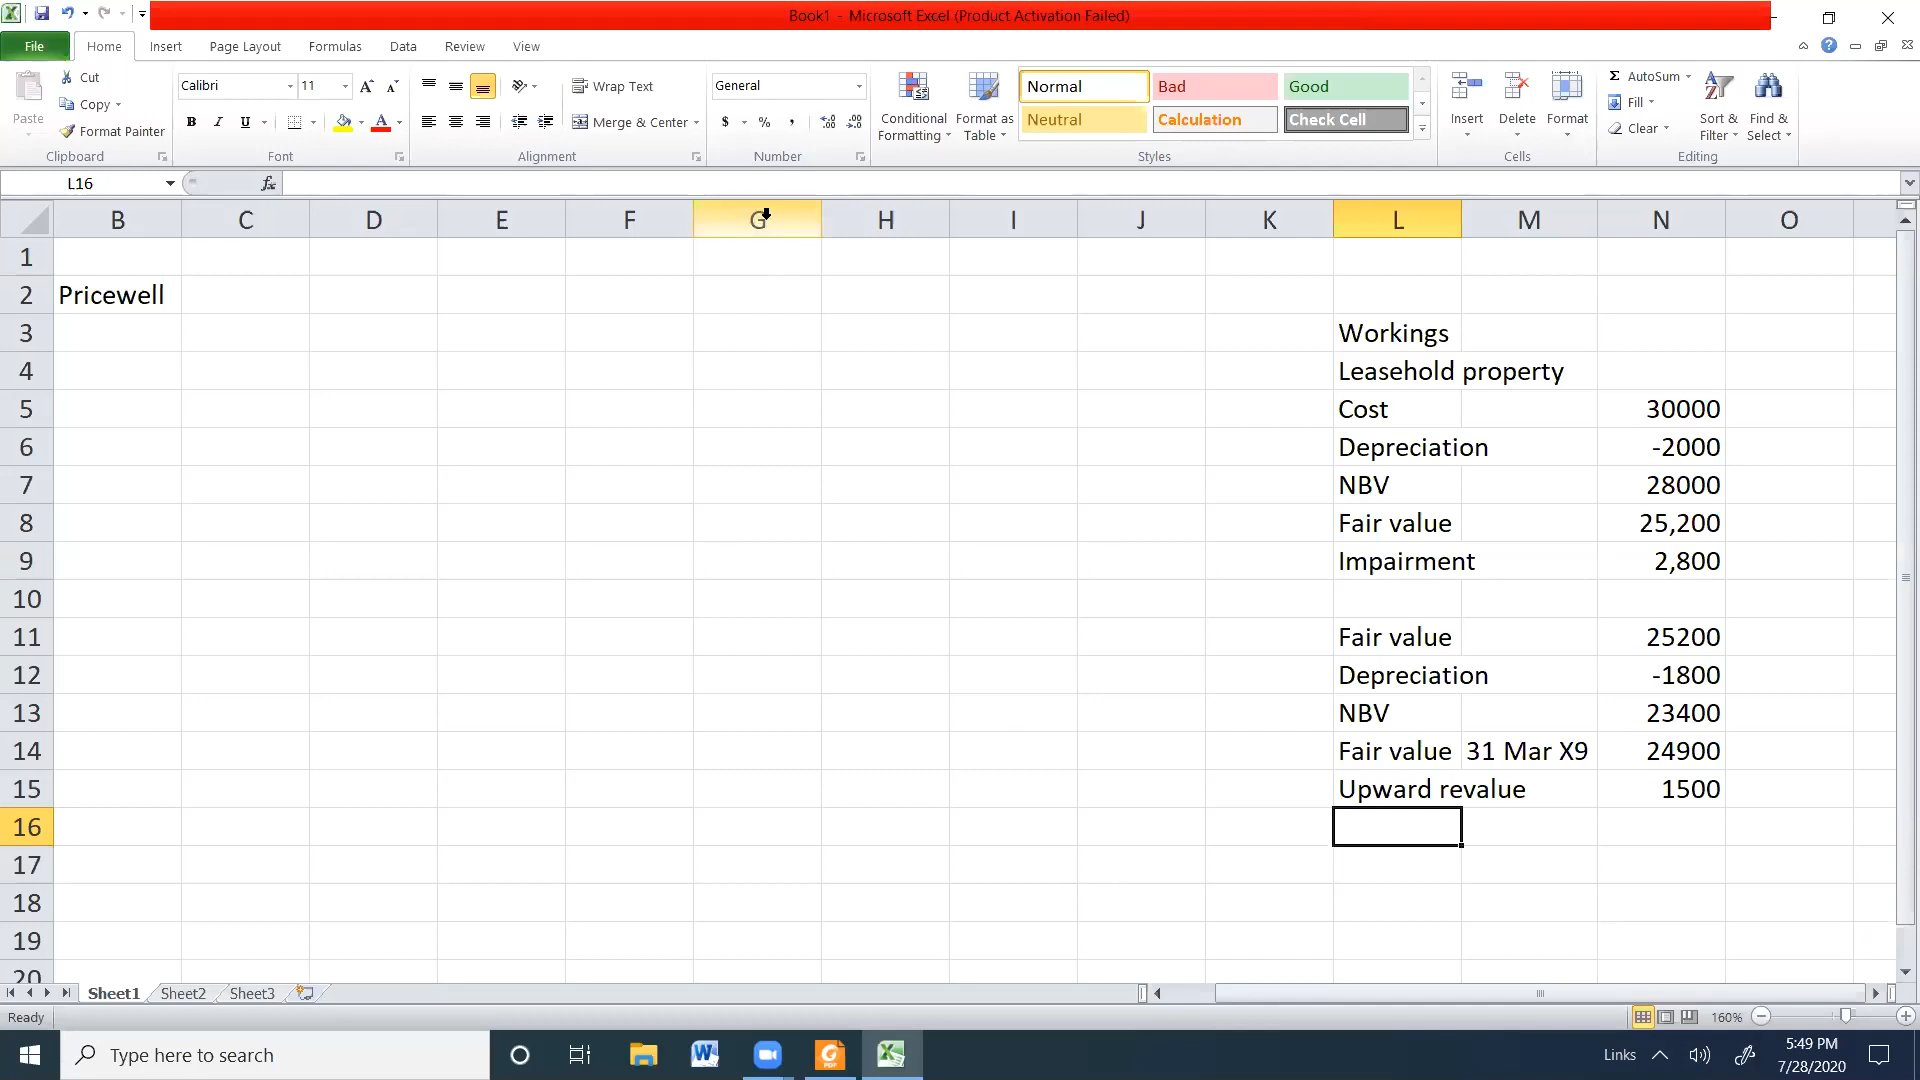 Book1 - Microsoft Excel (Product Activation Failed)
File Home Insert Page Layout Formulas Data Review View
Paste
Cut
Copy
Format Painter
Clipboard
Calibri 11
B I U
Font
Wrap Text
Merge & Center
Alignment
General
$ % ,
Number
Conditional Formatting
Format as Table
Normal Bad Good
Neutral Calculation Check Cell
Styles
Insert Delete Format
Cells
Σ AutoSum
Fill
Clear
Sort & Filter
Find & Select
Editing
L16
fx
B C D E F G H I J K L M N O
1
2 Pricewell
3 Workings
4 Leasehold property
5 Cost 30000
6 Depreciation -2000
7 NBV 28000
8 Fair value 25,200
9 Impairment 2,800
10
11 Fair value 25200
12 Depreciation -1800
13 NBV 23400
14 Fair value 31 Mar X9 24900
15 Upward revalue 1500
16
17
18
19
20
Sheet1 Sheet2 Sheet3
Ready
160%
Type here to search
Links
5:49 PM
7/28/2020